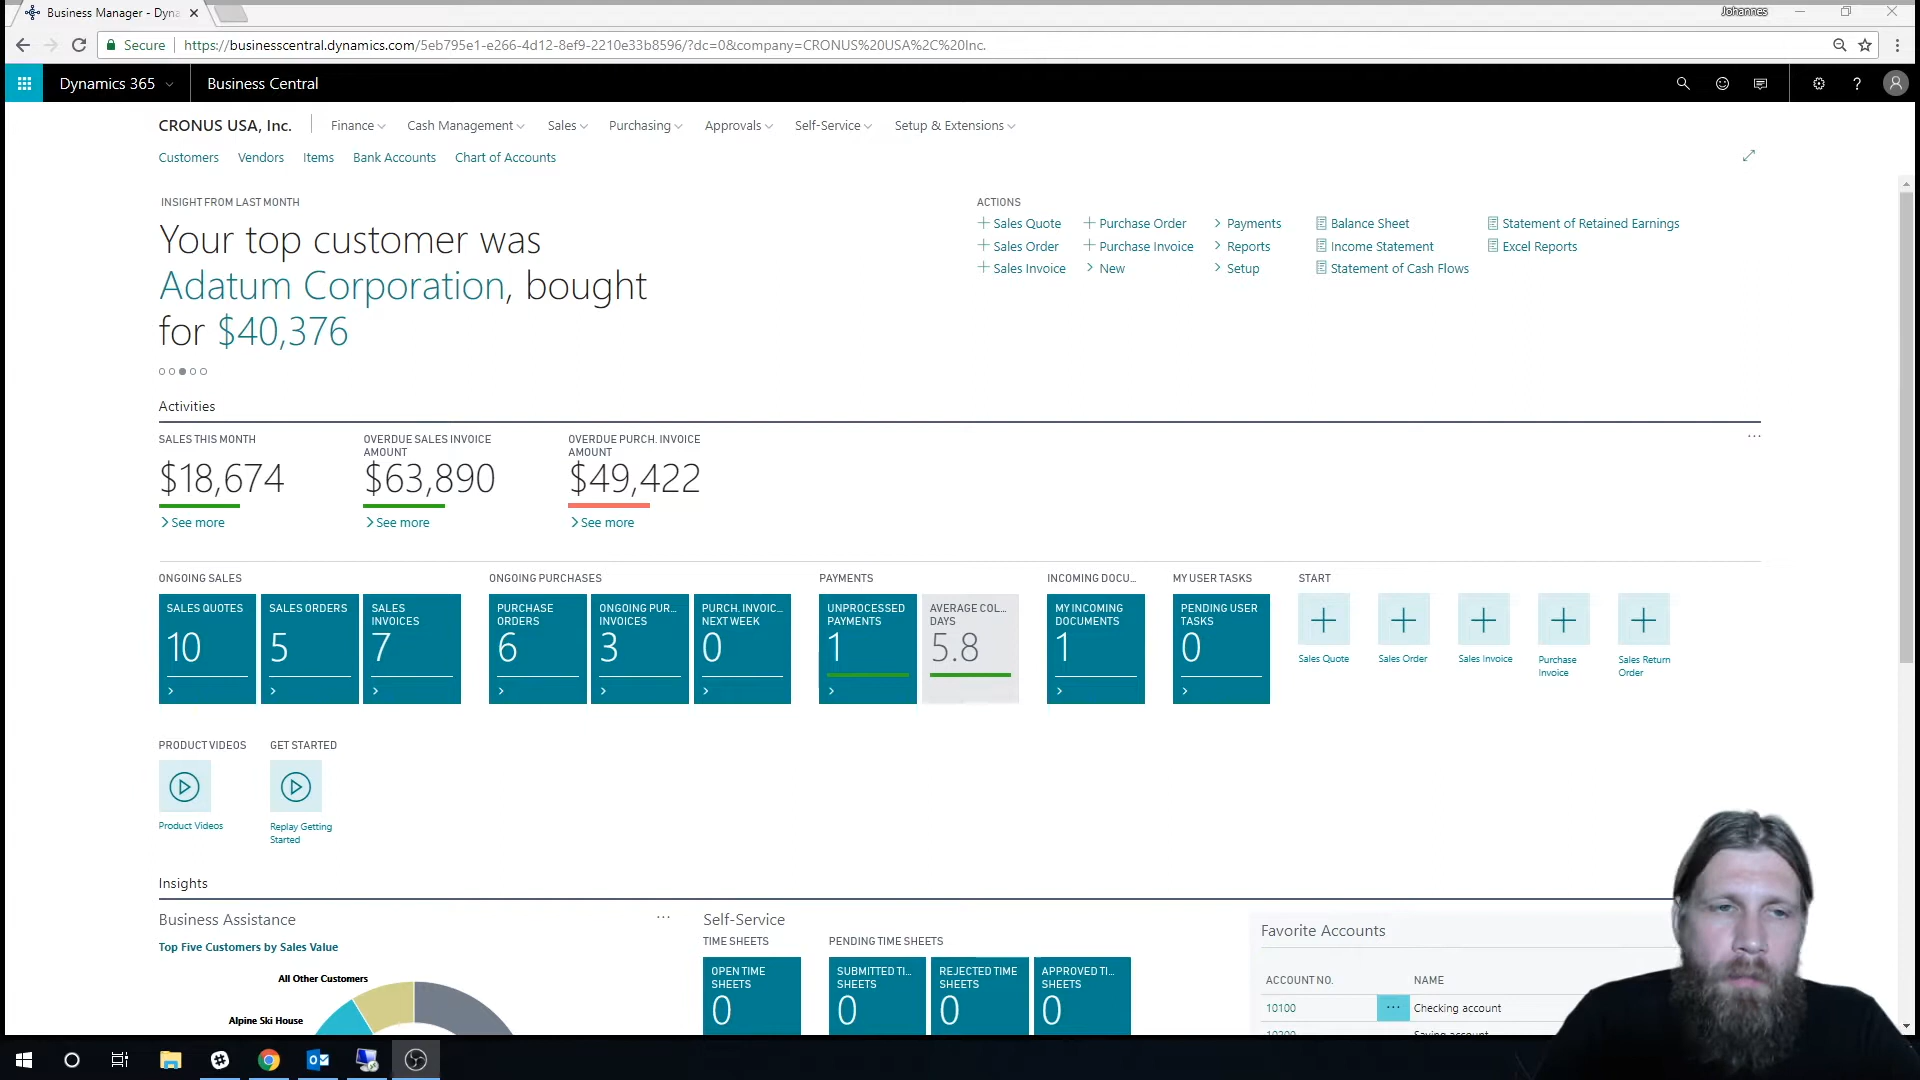 Business Manager - Dyna
Johannes
Secure
https://businesscentral.dynamics.com/5eb795e1-e266-4d12-8ef9-2210e33b8596/?dc=0&company=CRONUS%20USA%2C%20Inc.
Dynamics 365
Business Central
CRONUS USA, Inc.
Finance
Cash Management
Sales
Purchasing
Approvals
Self-Service
Setup & Extensions
Customers
Vendors
Items
Bank Accounts
Chart of Accounts
INSIGHT FROM LAST MONTH
Your top customer was
Adatum Corporation, bought
for $40,376
ACTIONS
Sales Quote
Purchase Order
Payments
Balance Sheet
Statement of Retained Earnings
Sales Order
Purchase Invoice
Reports
Income Statement
Excel Reports
Sales Invoice
New
Setup
Statement of Cash Flows
Activities
SALES THIS MONTH
$18,674
See more
OVERDUE SALES INVOICE
AMOUNT
$63,890
See more
OVERDUE PURCH. INVOICE
AMOUNT
$49,422
See more
ONGOING SALES
SALES QUOTES
10
SALES ORDERS
5
SALES
INVOICES
7
ONGOING PURCHASES
PURCHASE
ORDERS
6
ONGOING PUR...
INVOICES
3
PURCH. INVOIC...
NEXT WEEK
0
PAYMENTS
UNPROCESSED
PAYMENTS
1
AVERAGE COL...
DAYS
5.8
INCOMING DOCU...
MY INCOMING
DOCUMENTS
1
MY USER TASKS
PENDING USER
TASKS
0
START
Sales Quote
Sales Order
Sales Invoice
Purchase
Invoice
Sales Return
Order
PRODUCT VIDEOS
Product Videos
GET STARTED
Replay Getting
Started
Insights
Business Assistance
Top Five Customers by Sales Value
All Other Customers
Alpine Ski House
Self-Service
TIME SHEETS
OPEN TIME
SHEETS
0
PENDING TIME SHEETS
SUBMITTED TI...
SHEETS
0
REJECTED TIME
SHEETS
0
APPROVED TI...
SHEETS
0
Favorite Accounts
ACCOUNT NO.
NAME
10100
Checking account